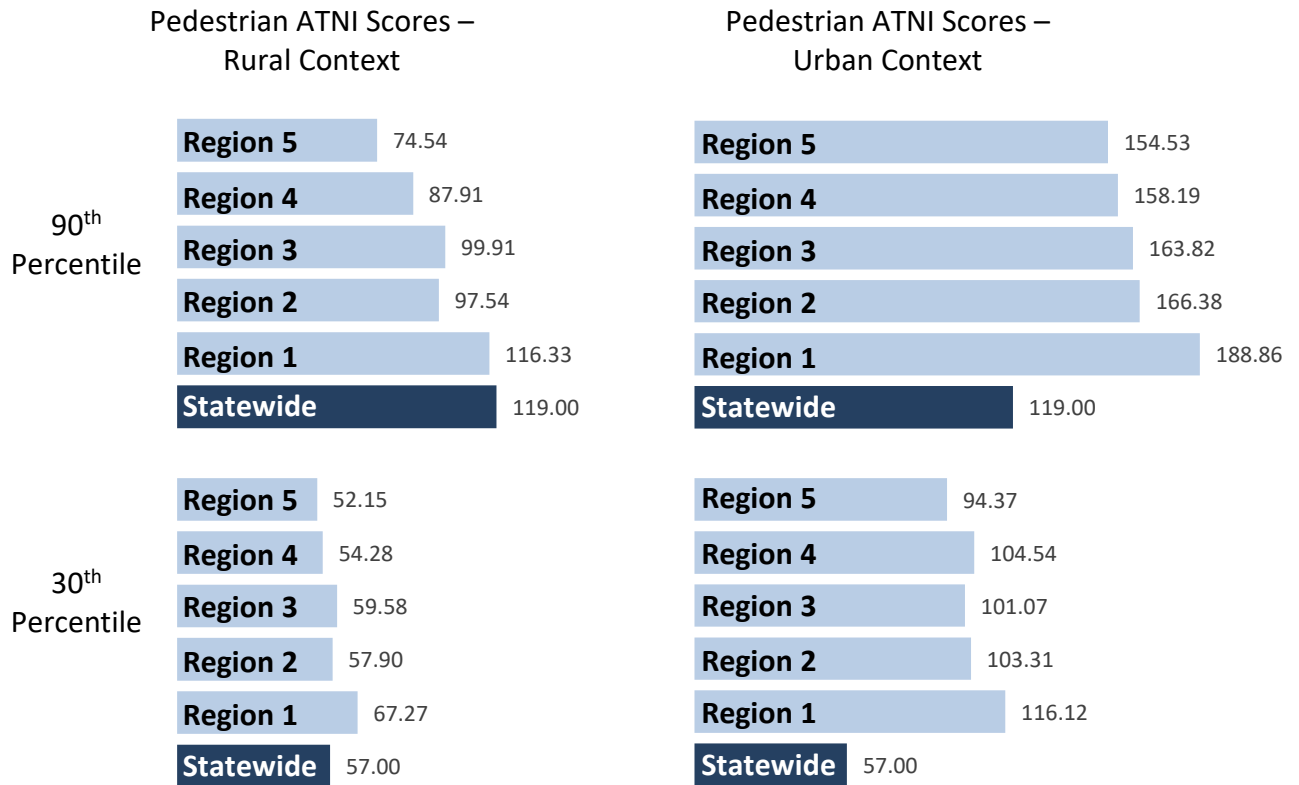 Pedestrian ATNI Scores –
Rural Context
Pedestrian ATNI Scores –
Urban Context
90th
Percentile
Region 5 74.54
Region 4 87.91
Region 3 99.91
Region 2 97.54
Region 1 116.33
Statewide 119.00
Region 5 154.53
Region 4 158.19
Region 3 163.82
Region 2 166.38
Region 1 188.86
Statewide 119.00
30th
Percentile
Region 5 52.15
Region 4 54.28
Region 3 59.58
Region 2 57.90
Region 1 67.27
Statewide 57.00
Region 5 94.37
Region 4 104.54
Region 3 101.07
Region 2 103.31
Region 1 116.12
Statewide 57.00